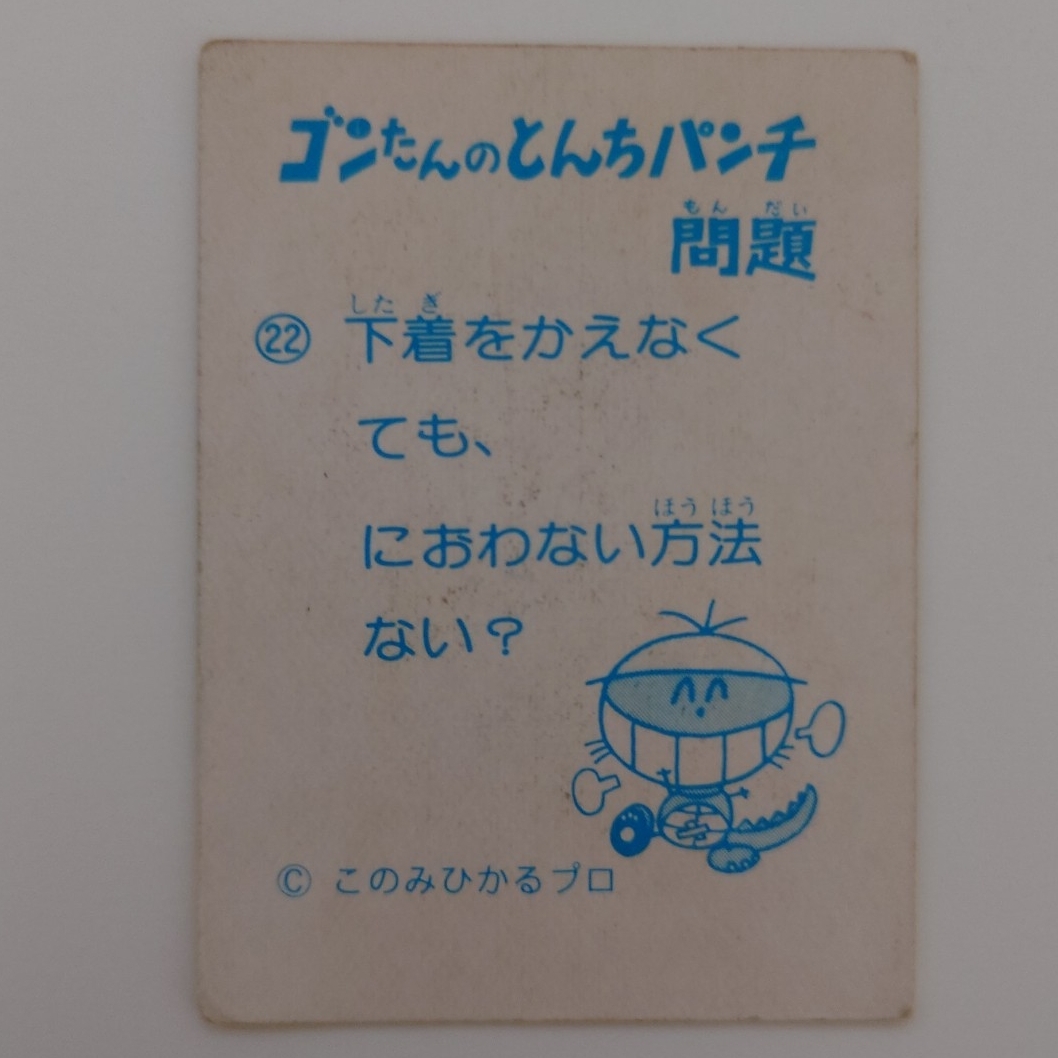 ゴンたんのとんちパンチ
もん だい
問題
した ぎ
㉒ 下着をかえなく
ても、
ほう ほう
におわない方法
ない？
© このみひかるプロ